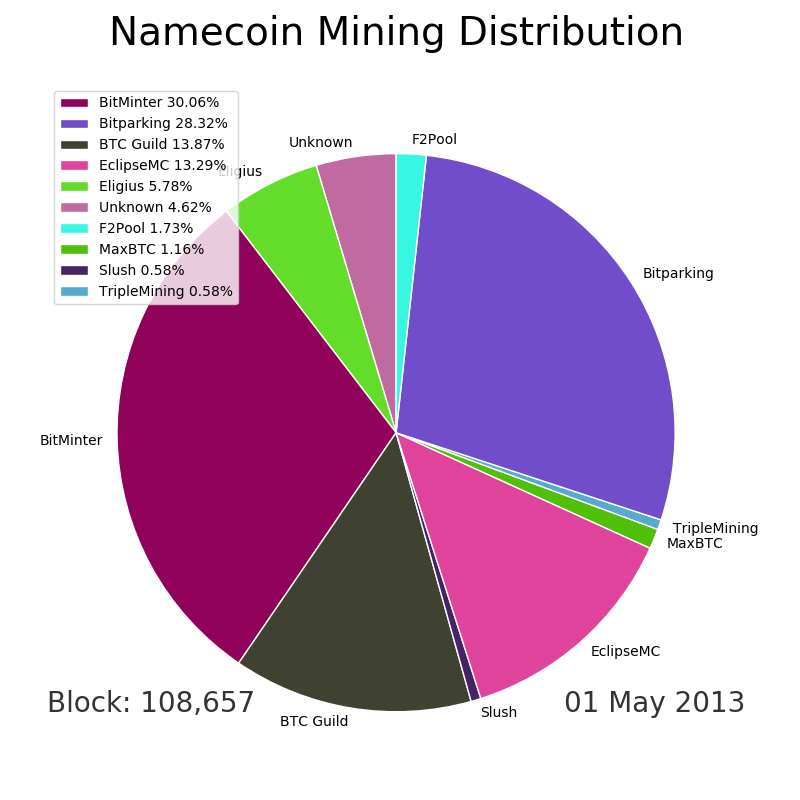 Namecoin Mining Distribution
BitMinter 30.06%
Bitparking 28.32%
BTC Guild 13.87%
EclipseMC 13.29%
Eligius 5.78%
Unknown 4.62%
F2Pool 1.73%
MaxBTC 1.16%
Slush 0.58%
TripleMining 0.58%
F2Pool
Unknown
Eligius
Bitparking
BitMinter
TripleMining
MaxBTC
EclipseMC
Slush
BTC Guild
Block: 108,657
01 May 2013